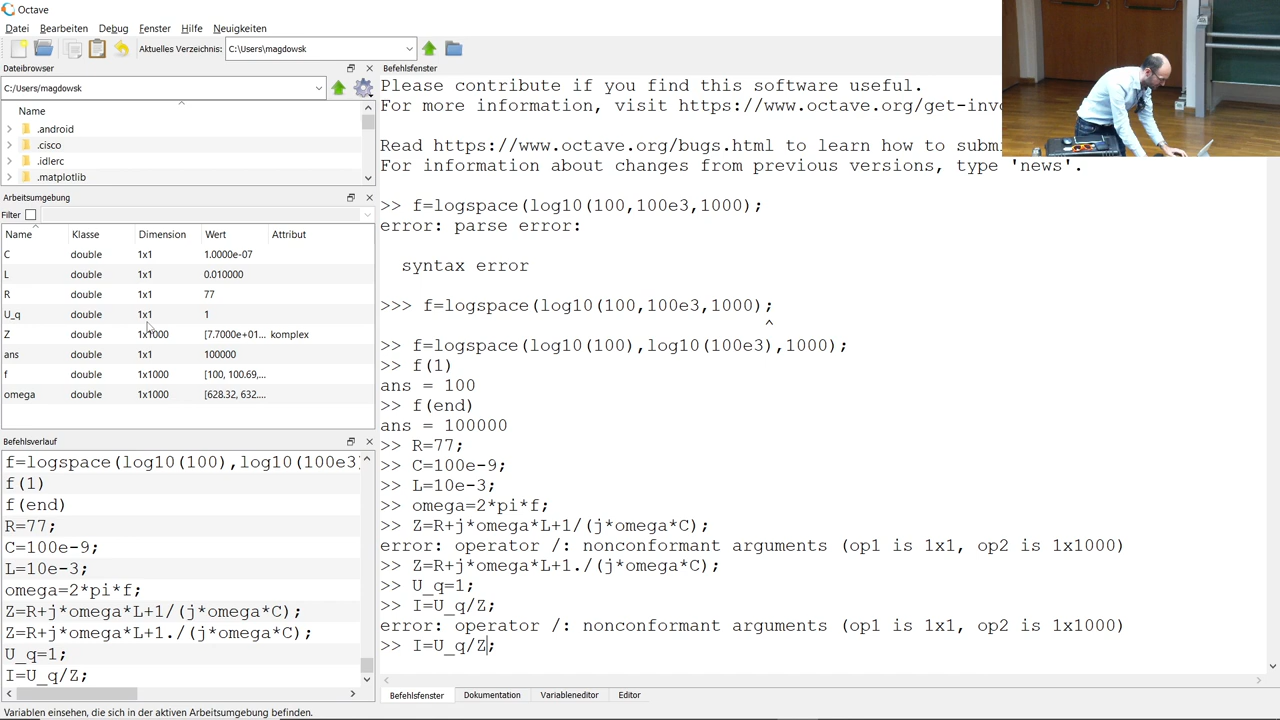 Octave
Datei Bearbeiten Debug Fenster Hilfe Neuigkeiten
Aktuelles Verzeichnis: C:\Users\magdowsk
Dateibrowser
C:/Users/magdowsk
Name
.android
.cisco
.idlerc
.matplotlib
Arbeitsumgebung
Filter
Name Klasse Dimension Wert Attribut
C double 1x1 1.0000e-07
L double 1x1 0.010000
R double 1x1 77
U_q double 1x1 1
Z double 1x1000 [7.7000e+01... komplex
ans double 1x1 100000
f double 1x1000 [100, 100.69,...
omega double 1x1000 [628.32, 632....
Befehlsverlauf
f=logspace(log10(100),log10(100e3)
f(1)
f(end)
R=77;
C=100e-9;
L=10e-3;
omega=2*pi*f;
Z=R+j*omega*L+1/(j*omega*C);
Z=R+j*omega*L+1./(j*omega*C);
U_q=1;
I=U_q/Z;
Befehlsfenster
Please contribute if you find this software useful.
For more information, visit https://www.octave.org/get-invo
Read https://www.octave.org/bugs.html to learn how to submi
For information about changes from previous versions, type 'news'.
>> f=logspace(log10(100,100e3,1000);
error: parse error:
syntax error
>>> f=logspace(log10(100,100e3,1000);
^
>> f=logspace(log10(100),log10(100e3),1000);
>> f(1)
ans = 100
>> f(end)
ans = 100000
>> R=77;
>> C=100e-9;
>> L=10e-3;
>> omega=2*pi*f;
>> Z=R+j*omega*L+1/(j*omega*C);
error: operator /: nonconformant arguments (op1 is 1x1, op2 is 1x1000)
>> Z=R+j*omega*L+1./(j*omega*C);
>> U_q=1;
>> I=U_q/Z;
error: operator /: nonconformant arguments (op1 is 1x1, op2 is 1x1000)
>> I=U_q/Z;
Befehlsfenster Dokumentation Variableneditor Editor
Variablen einsehen, die sich in der aktiven Arbeitsumgebung befinden.